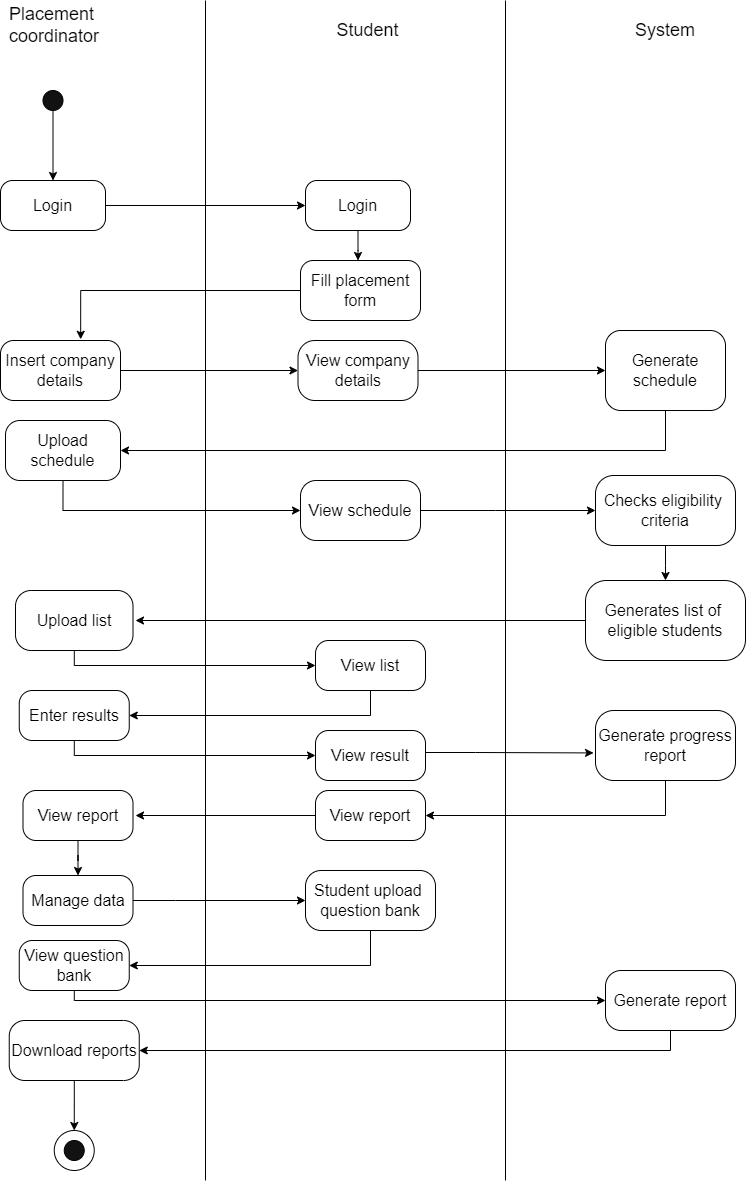 Placement
coordinator
Student
System
Login
Login
Fill placement
form
Insert company
details
View company
details
Generate
schedule
Upload
schedule
View schedule
Checks eligibility
criteria
Generates list of
eligible students
Upload list
View list
Enter results
View result
Generate progress
report
View report
View report
Manage data
Student upload
question bank
View question
bank
Generate report
Download reports